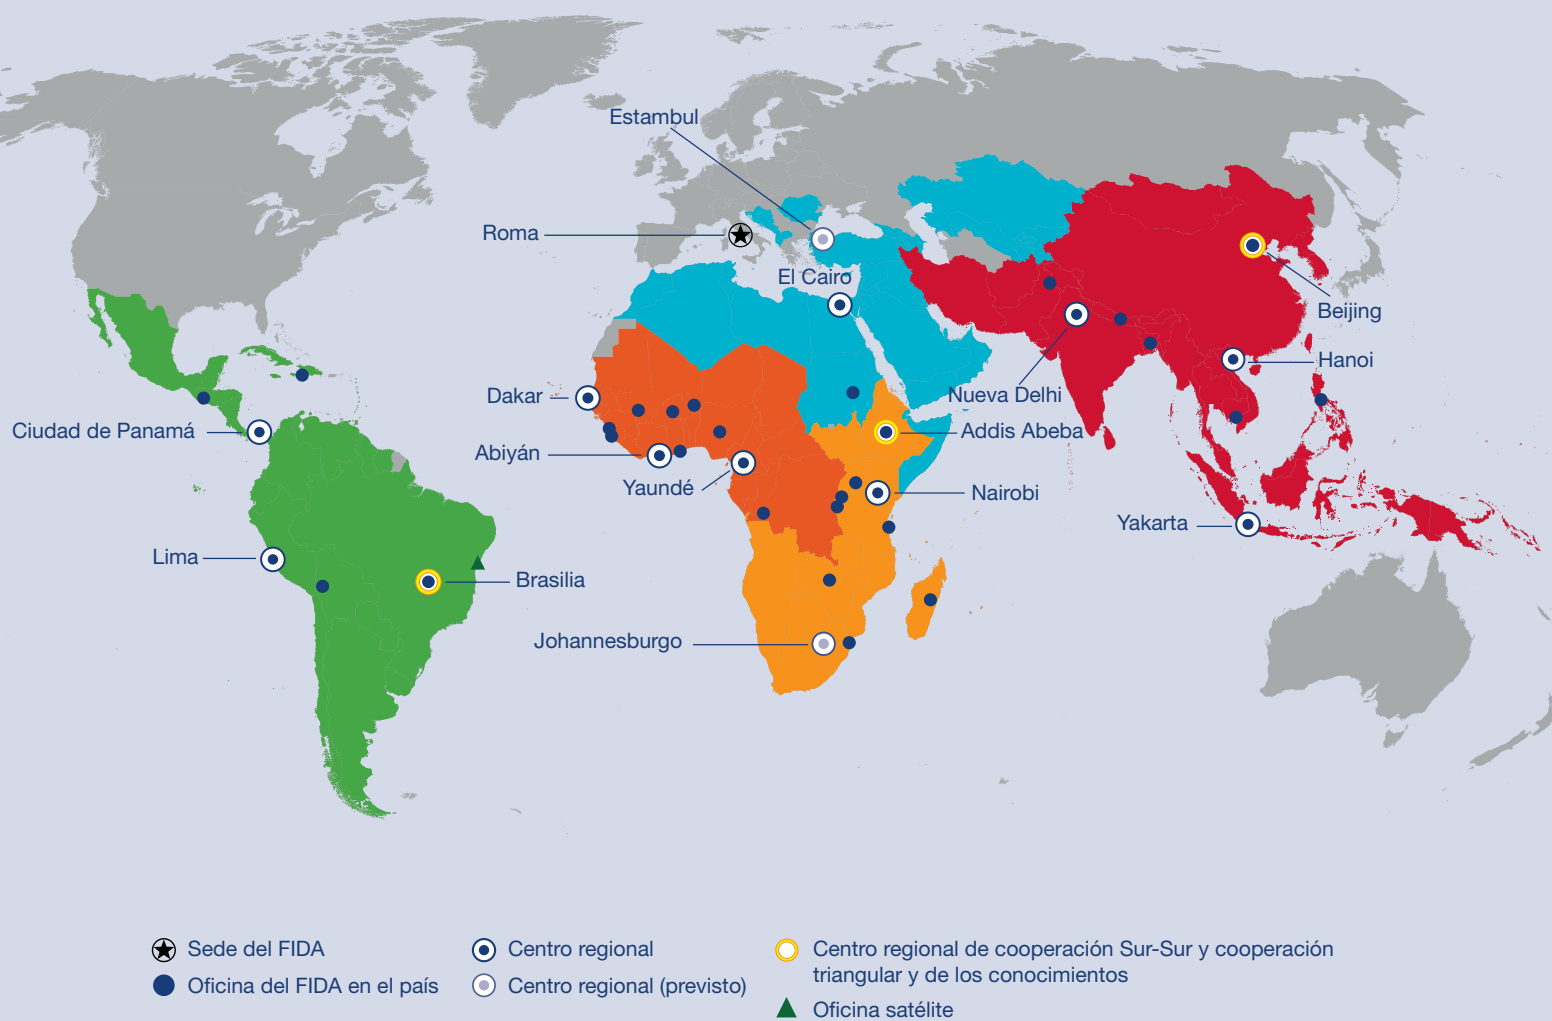 Estambul
Roma
El Cairo
Beijing
Hanoi
Dakar
Nueva Delhi
Ciudad de Panamá
Addis Abeba
Abiyán
Yaundé
Nairobi
Yakarta
Lima
Brasilia
Johannesburgo
Sede del FIDA
Oficina del FIDA en el país
Centro regional
Centro regional (previsto)
Centro regional de cooperación Sur-Sur y cooperación
triangular y de los conocimientos
Oficina satélite